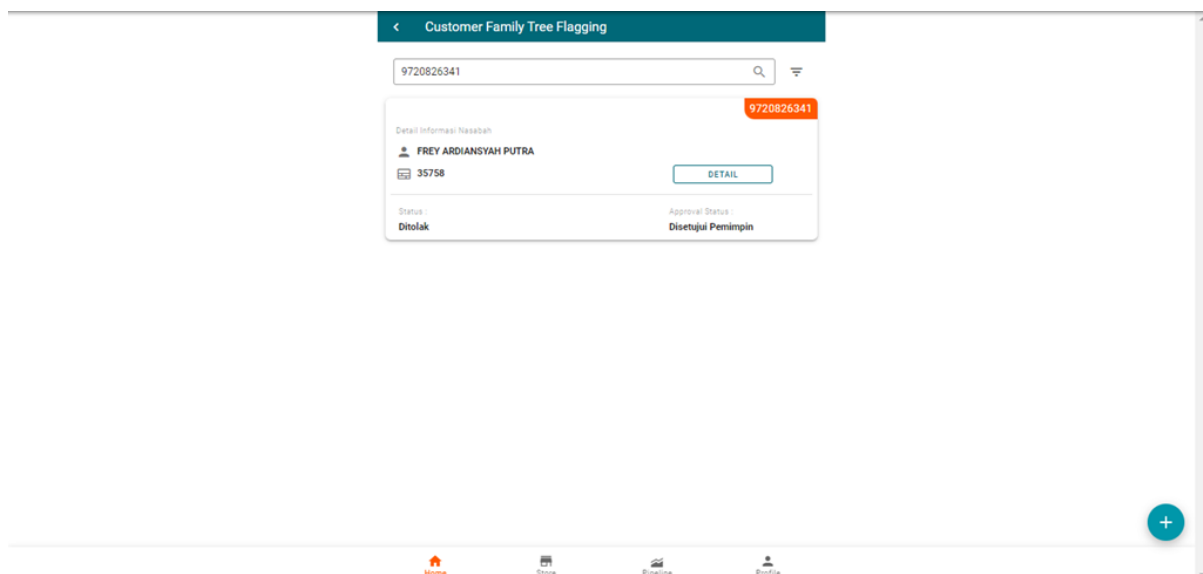 Customer Family Tree Flagging
9720826341
9720826341
Detail Informasi Nasabah
FREY ARDIANSYAH PUTRA
35758
DETAIL
Status :
Approval Status :
Ditolak
Disetujui Pemimpin
Home
Store
Pipeline
Profile